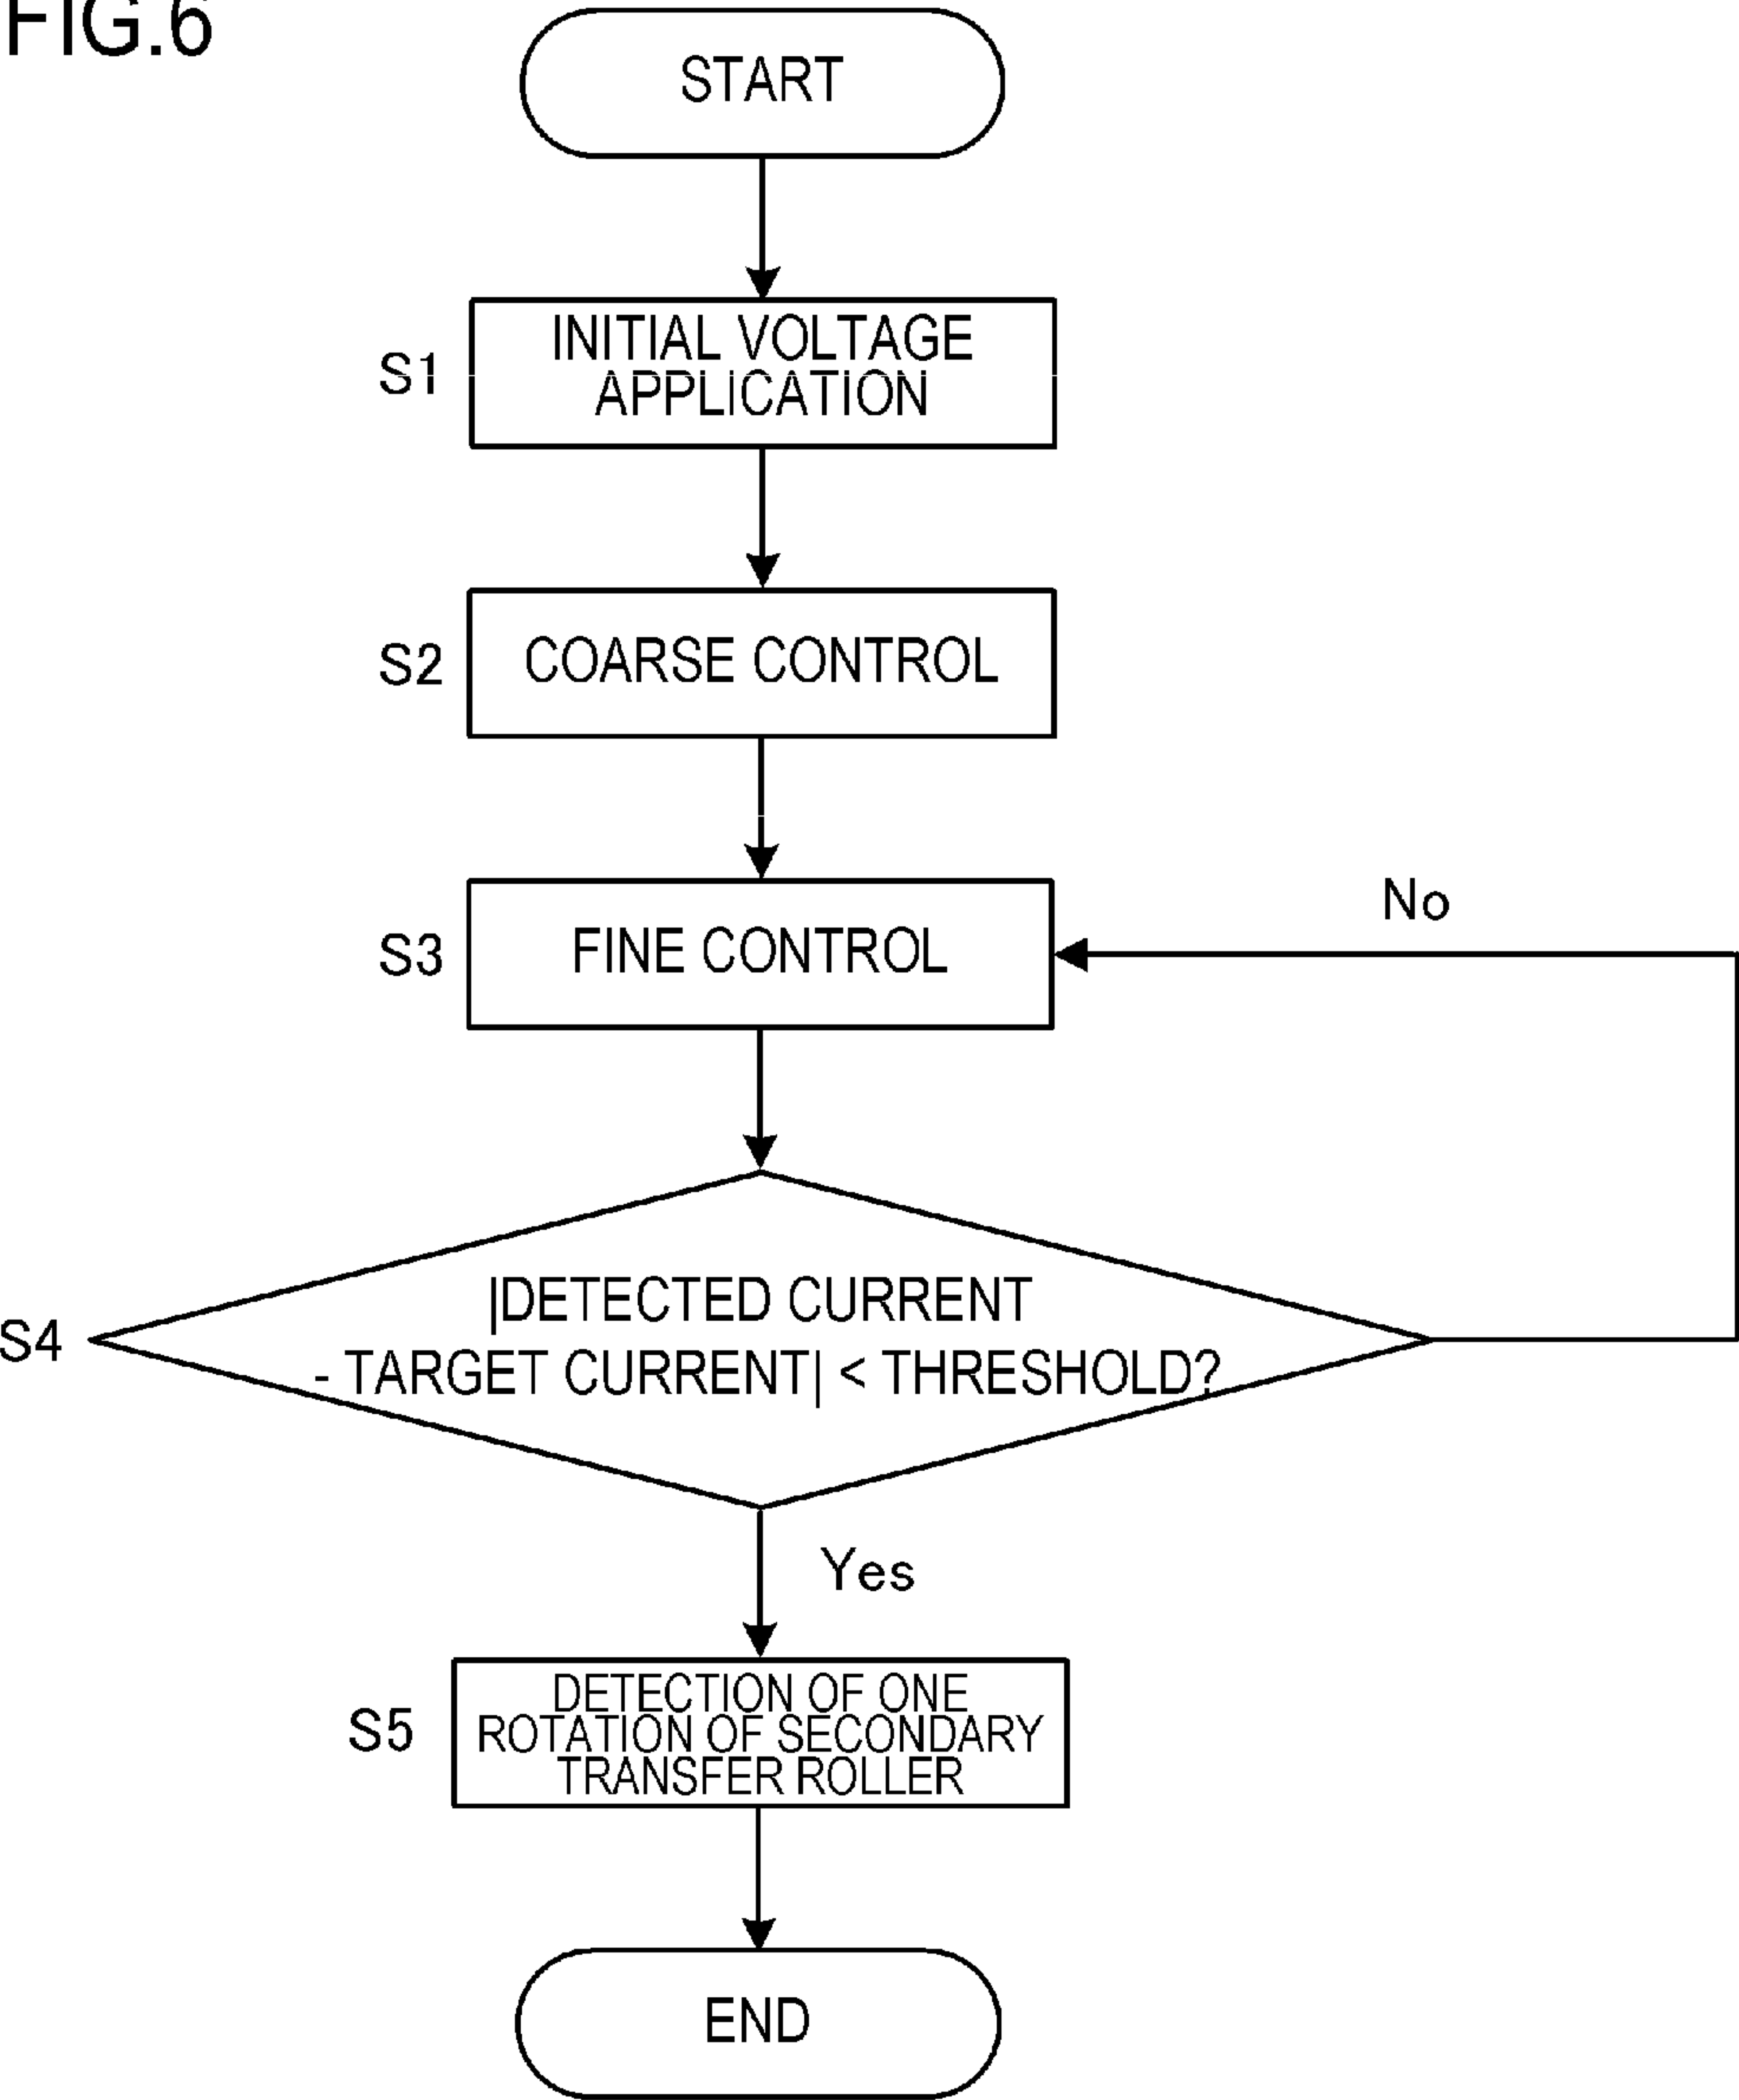 FIG.6
START
S1
INITIAL VOLTAGE
APPLICATION
S2
COARSE CONTROL
S3
FINE CONTROL
No
S4
|DETECTED CURRENT
- TARGET CURRENT| < THRESHOLD?
Yes
S5
DETECTION OF ONE
ROTATION OF SECONDARY
TRANSFER ROLLER
END